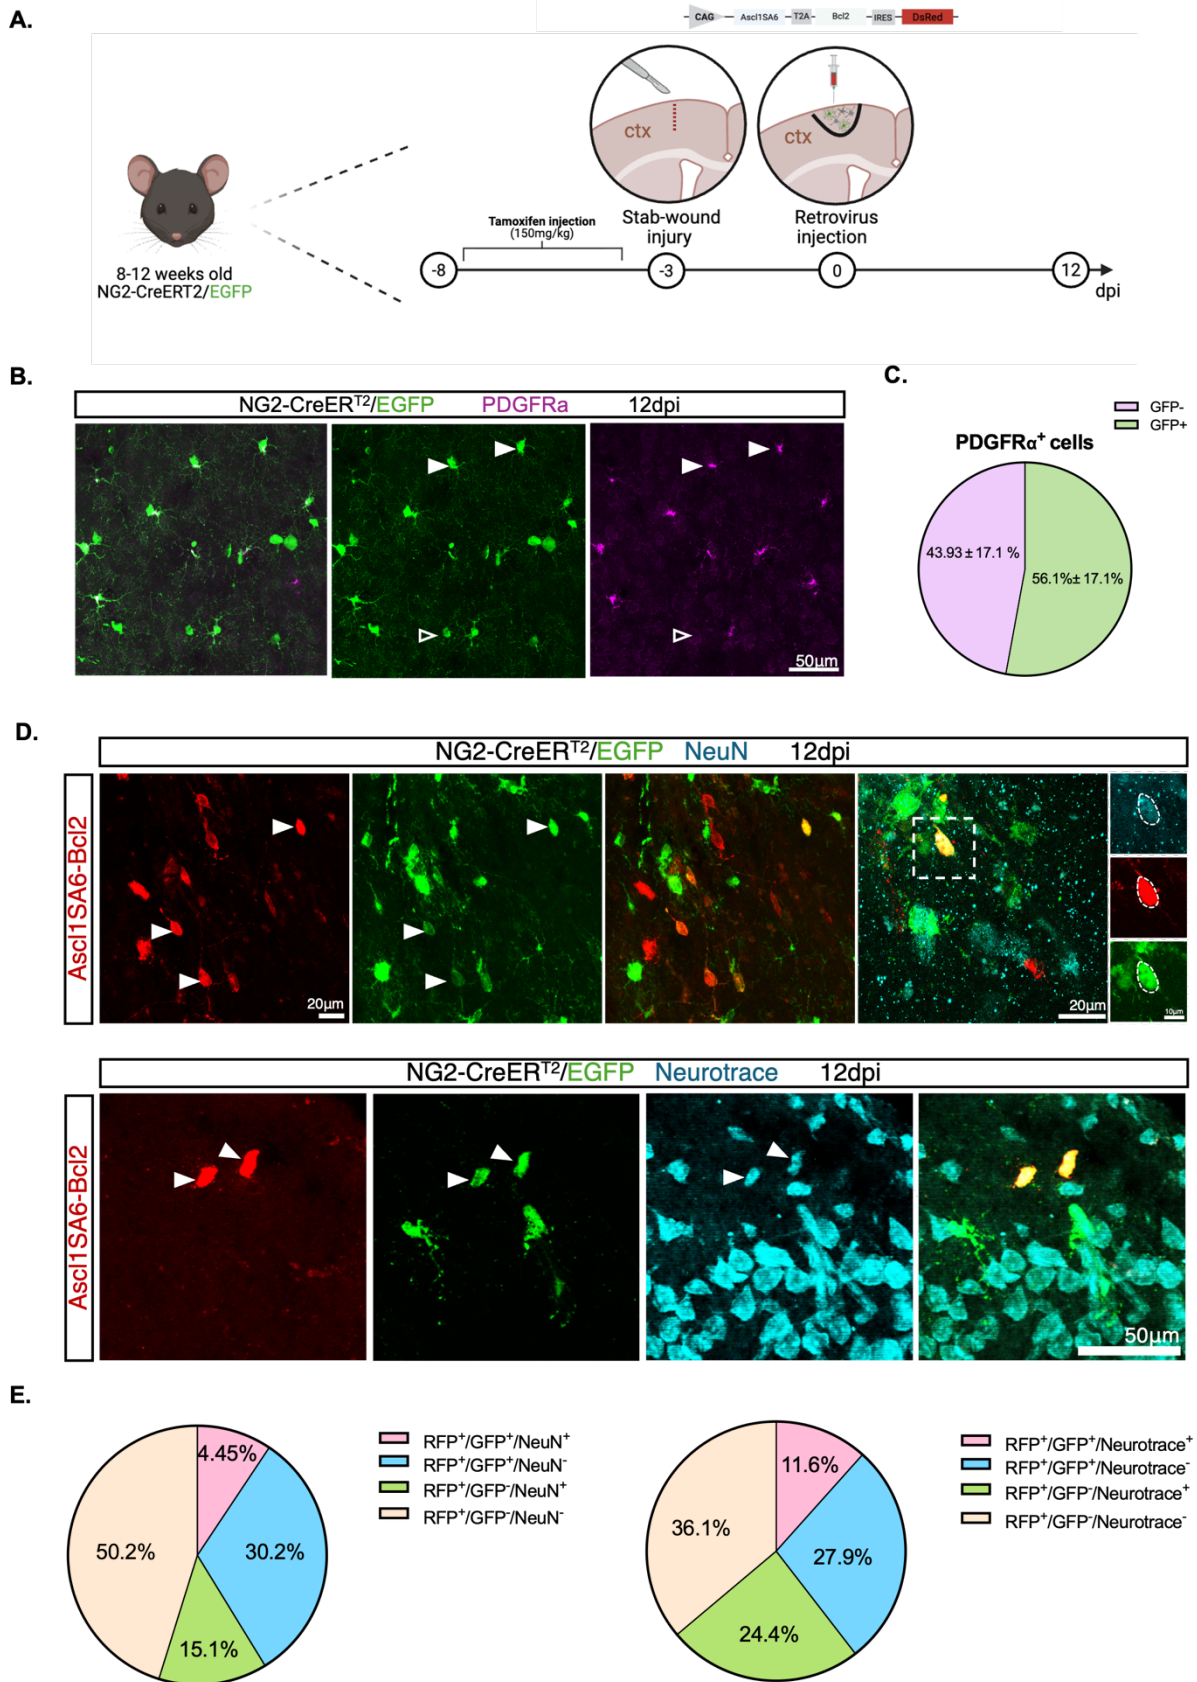 A.
CAG Ascl1SA6 T2A Bcl2 IRES DsRed
ctx
ctx
Tamoxifen injection
(150mg/kg)
Stab-wound
injury
Retrovirus
injection
8-12 weeks old
NG2-CreERT2/EGFP
-8
-3
0
12
dpi
B.
NG2-CreERᵀ²/EGFP PDGFRa 12dpi
50µm
C.
GFP-
GFP+
PDGFRα⁺ cells
43.93 ± 17.1 %
56.1%± 17.1%
D.
NG2-CreERᵀ²/EGFP NeuN 12dpi
Ascl1SA6-Bcl2
20µm
20µm
10µm
NG2-CreERᵀ²/EGFP Neurotrace 12dpi
Ascl1SA6-Bcl2
50µm
E.
4.45%
30.2%
15.1%
50.2%
RFP⁺/GFP⁺/NeuN⁺
RFP⁺/GFP⁺/NeuN⁻
RFP⁺/GFP⁻/NeuN⁺
RFP⁺/GFP⁻/NeuN⁻
11.6%
27.9%
24.4%
36.1%
RFP⁺/GFP⁺/Neurotrace⁺
RFP⁺/GFP⁺/Neurotrace⁻
RFP⁺/GFP⁻/Neurotrace⁺
RFP⁺/GFP⁻/Neurotrace⁻